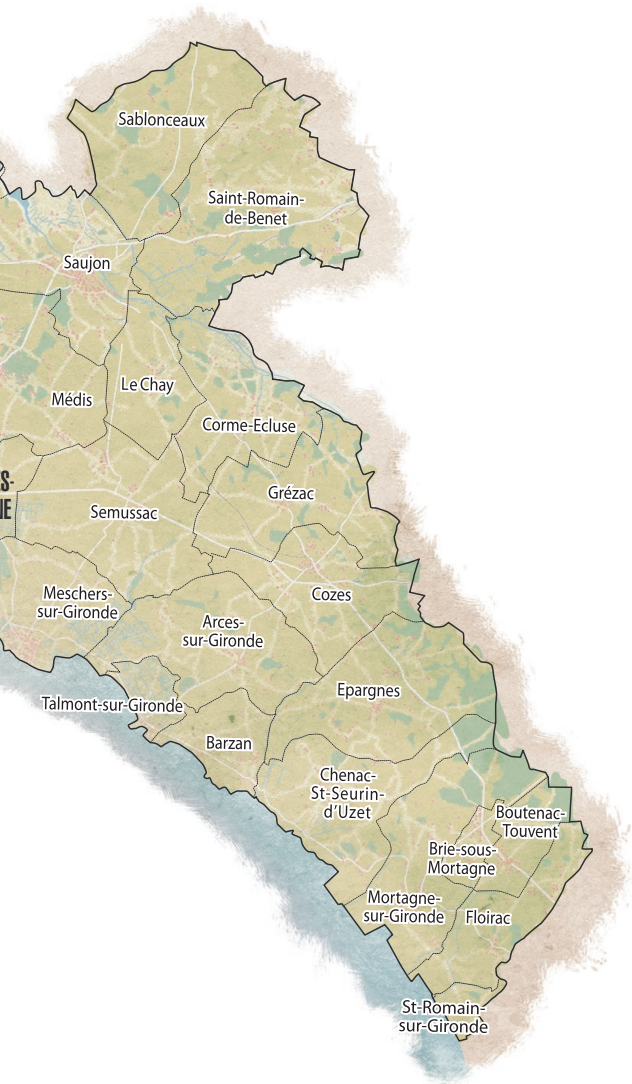 Sablonceaux
Saint-Romain-
de-Benet
Saujon
Le Chay
Médis
Corme-Ecluse
S-
NE
Grézac
Semussac
Meschers-
sur-Gironde
Cozes
Arces-
sur-Gironde
Epargnes
Talmont-sur-Gironde
Barzan
Chenac-
St-Seurin-
d'Uzet
Boutenac-
Touvent
Brie-sous-
Mortagne
Mortagne-
sur-Gironde
Floirac
St-Romain-
sur-Gironde